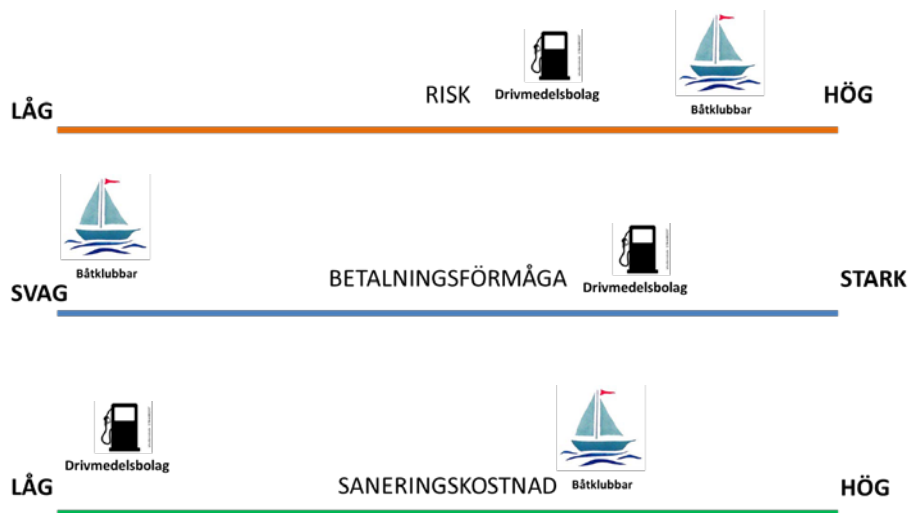 RISK
Drivmedelsbolag
Båtklubbar
LÅG
HÖG
Båtklubbar
BETALNINGSFÖRMÅGA
Drivmedelsbolag
SVAG
STARK
Drivmedelsbolag
SANERINGSKOSTNAD
Båtklubbar
LÅG
HÖG